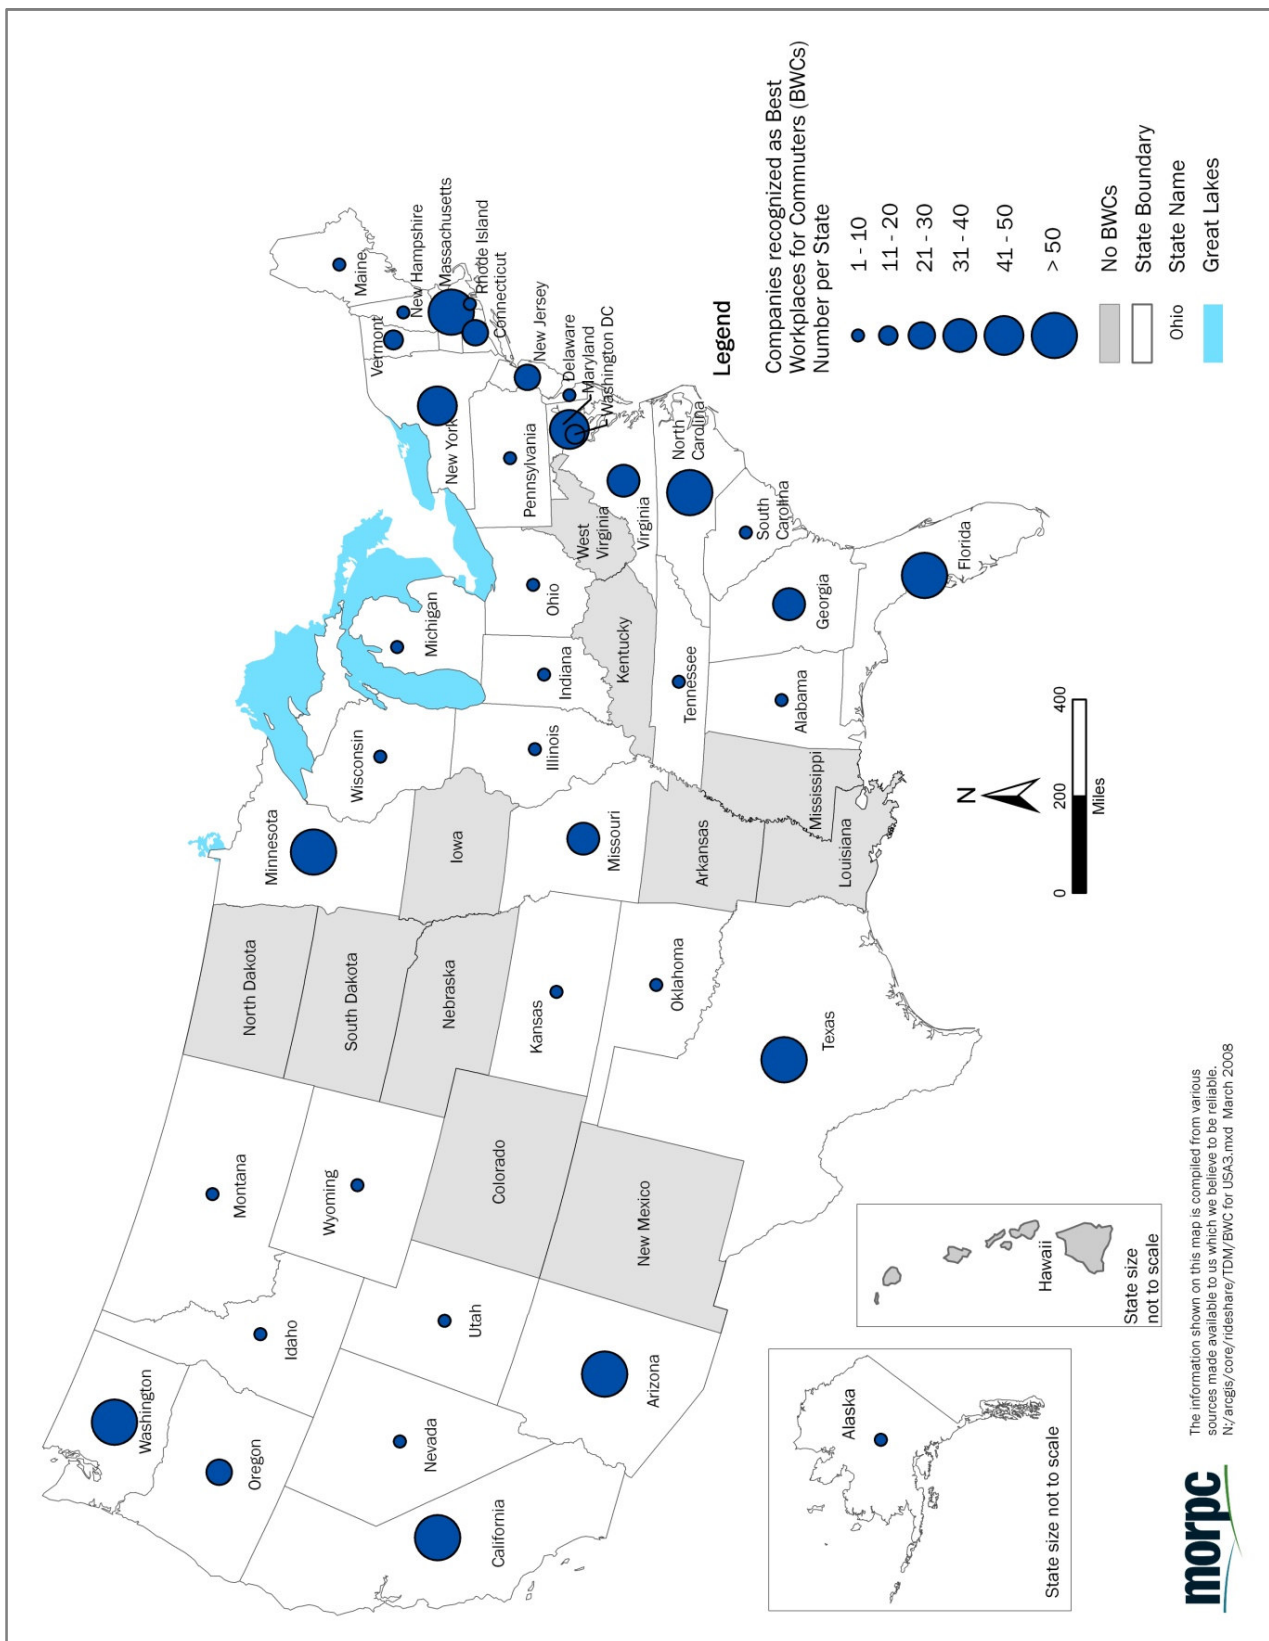 Washington
Oregon
California
Nevada
Idaho
Montana
Wyoming
Utah
Arizona
Colorado
New Mexico
North Dakota
South Dakota
Nebraska
Kansas
Oklahoma
Texas
Minnesota
Iowa
Missouri
Arkansas
Louisiana
Wisconsin
Illinois
Michigan
Indiana
Ohio
Kentucky
Tennessee
Mississippi
Alabama
Georgia
Florida
South
Carolina
North
Carolina
Virginia
West
Virginia
Pennsylvania
New York
Vermont
Maine
New Hampshire
Massachusetts
Rhode Island
Connecticut
New Jersey
Delaware
Maryland
Washington DC
Alaska
State size not to scale
Hawaii
State size
not to scale
N
0
200
400
Miles
Legend
Companies recognized as Best
Workplaces for Commuters (BWCs)
Number per State
1 - 10
11 - 20
21 - 30
31 - 40
41 - 50
> 50
No BWCs
State Boundary
Ohio
State Name
Great Lakes
morpc
The information shown on this map is compiled from various
sources made available to us which we believe to be reliable.
N:/arcgis/core/rideshare/TDM/BWC for USA3.mxd March 2008